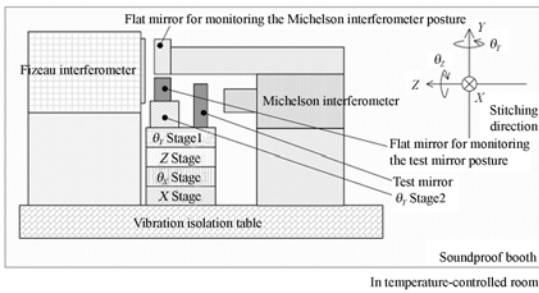 Flat mirror for monitoring the Michelson interferometer posture
Fizeau interferometer
Michelson interferometer
Y
θY
θZ
Z
X
Stitching
direction
θY Stage1
Z Stage
θX Stage
X Stage
Flat mirror for monitoring
the test mirror posture
Test mirror
θY Stage2
Vibration isolation table
Soundproof booth
In temperature-controlled room